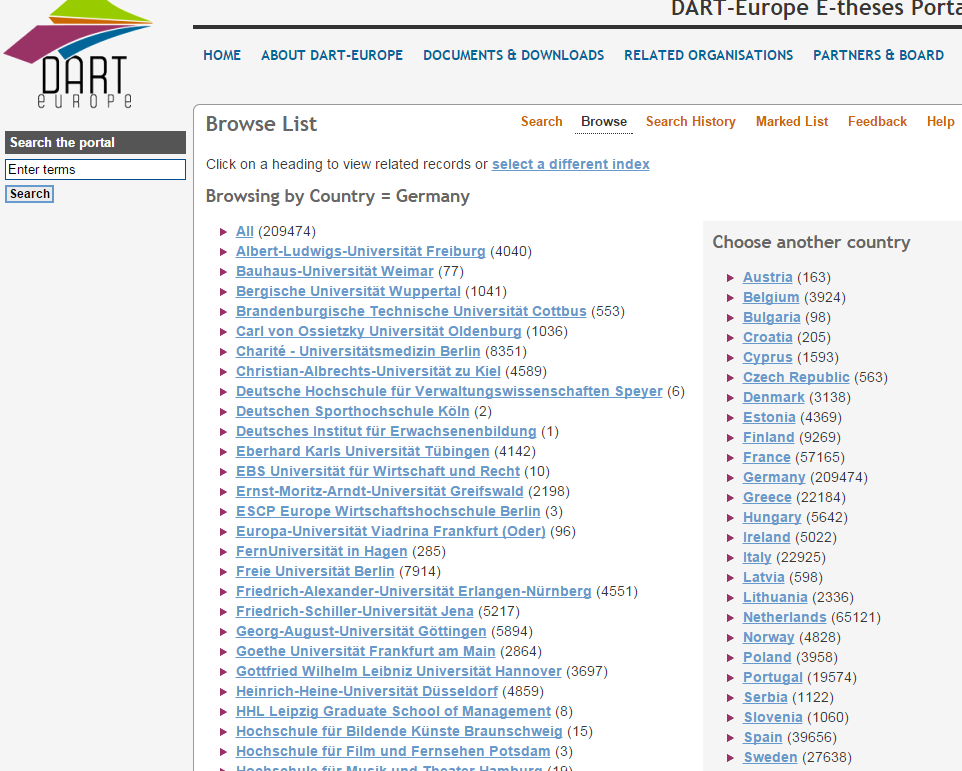 DART-Europe E-theses Porta
DART
europe
HOME ABOUT DART-EUROPE DOCUMENTS & DOWNLOADS RELATED ORGANISATIONS PARTNERS & BOARD
Search the portal
Enter terms
Search
Browse List
Search Browse Search History Marked List Feedback Help
Click on a heading to view related records or select a different index
Browsing by Country = Germany
All (209474)
Albert-Ludwigs-Universität Freiburg (4040)
Bauhaus-Universität Weimar (77)
Bergische Universität Wuppertal (1041)
Brandenburgische Technische Universität Cottbus (553)
Carl von Ossietzky Universität Oldenburg (1036)
Charité - Universitätsmedizin Berlin (8351)
Christian-Albrechts-Universität zu Kiel (4589)
Deutsche Hochschule für Verwaltungswissenschaften Speyer (6)
Deutschen Sporthochschule Köln (2)
Deutsches Institut für Erwachsenenbildung (1)
Eberhard Karls Universität Tübingen (4142)
EBS Universität für Wirtschaft und Recht (10)
Ernst-Moritz-Arndt-Universität Greifswald (2198)
ESCP Europe Wirtschaftshochschule Berlin (3)
Europa-Universität Viadrina Frankfurt (Oder) (96)
FernUniversität in Hagen (285)
Freie Universität Berlin (7914)
Friedrich-Alexander-Universität Erlangen-Nürnberg (4551)
Friedrich-Schiller-Universität Jena (5217)
Georg-August-Universität Göttingen (5894)
Goethe Universität Frankfurt am Main (2864)
Gottfried Wilhelm Leibniz Universität Hannover (3697)
Heinrich-Heine-Universität Düsseldorf (4859)
HHL Leipzig Graduate School of Management (8)
Hochschule für Bildende Künste Braunschweig (15)
Hochschule für Film und Fernsehen Potsdam (3)
Hochschule für Musik und Theater Hamburg (19)
Choose another country
Austria (163)
Belgium (3924)
Bulgaria (98)
Croatia (205)
Cyprus (1593)
Czech Republic (563)
Denmark (3138)
Estonia (4369)
Finland (9269)
France (57165)
Germany (209474)
Greece (22184)
Hungary (5642)
Ireland (5022)
Italy (22925)
Latvia (598)
Lithuania (2336)
Netherlands (65121)
Norway (4828)
Poland (3958)
Portugal (19574)
Serbia (1122)
Slovenia (1060)
Spain (39656)
Sweden (27638)